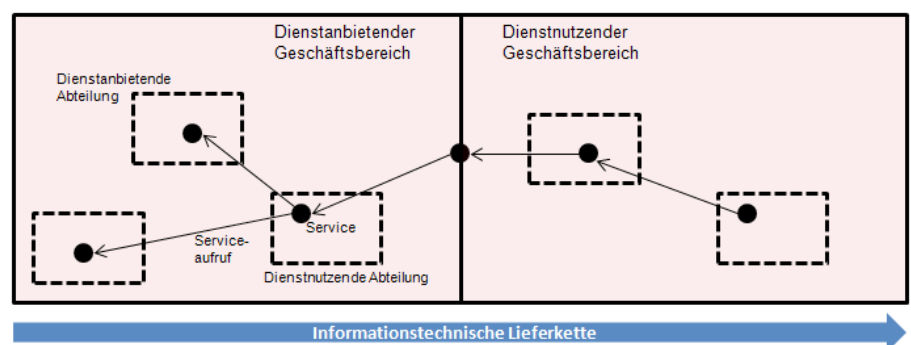 Dienstanbietender
Geschäftsbereich
Dienstnutzender
Geschäftsbereich
Dienstanbietende
Abteilung
Service
Service-
aufruf
Dienstnutzende Abteilung
Informationstechnische Lieferkette